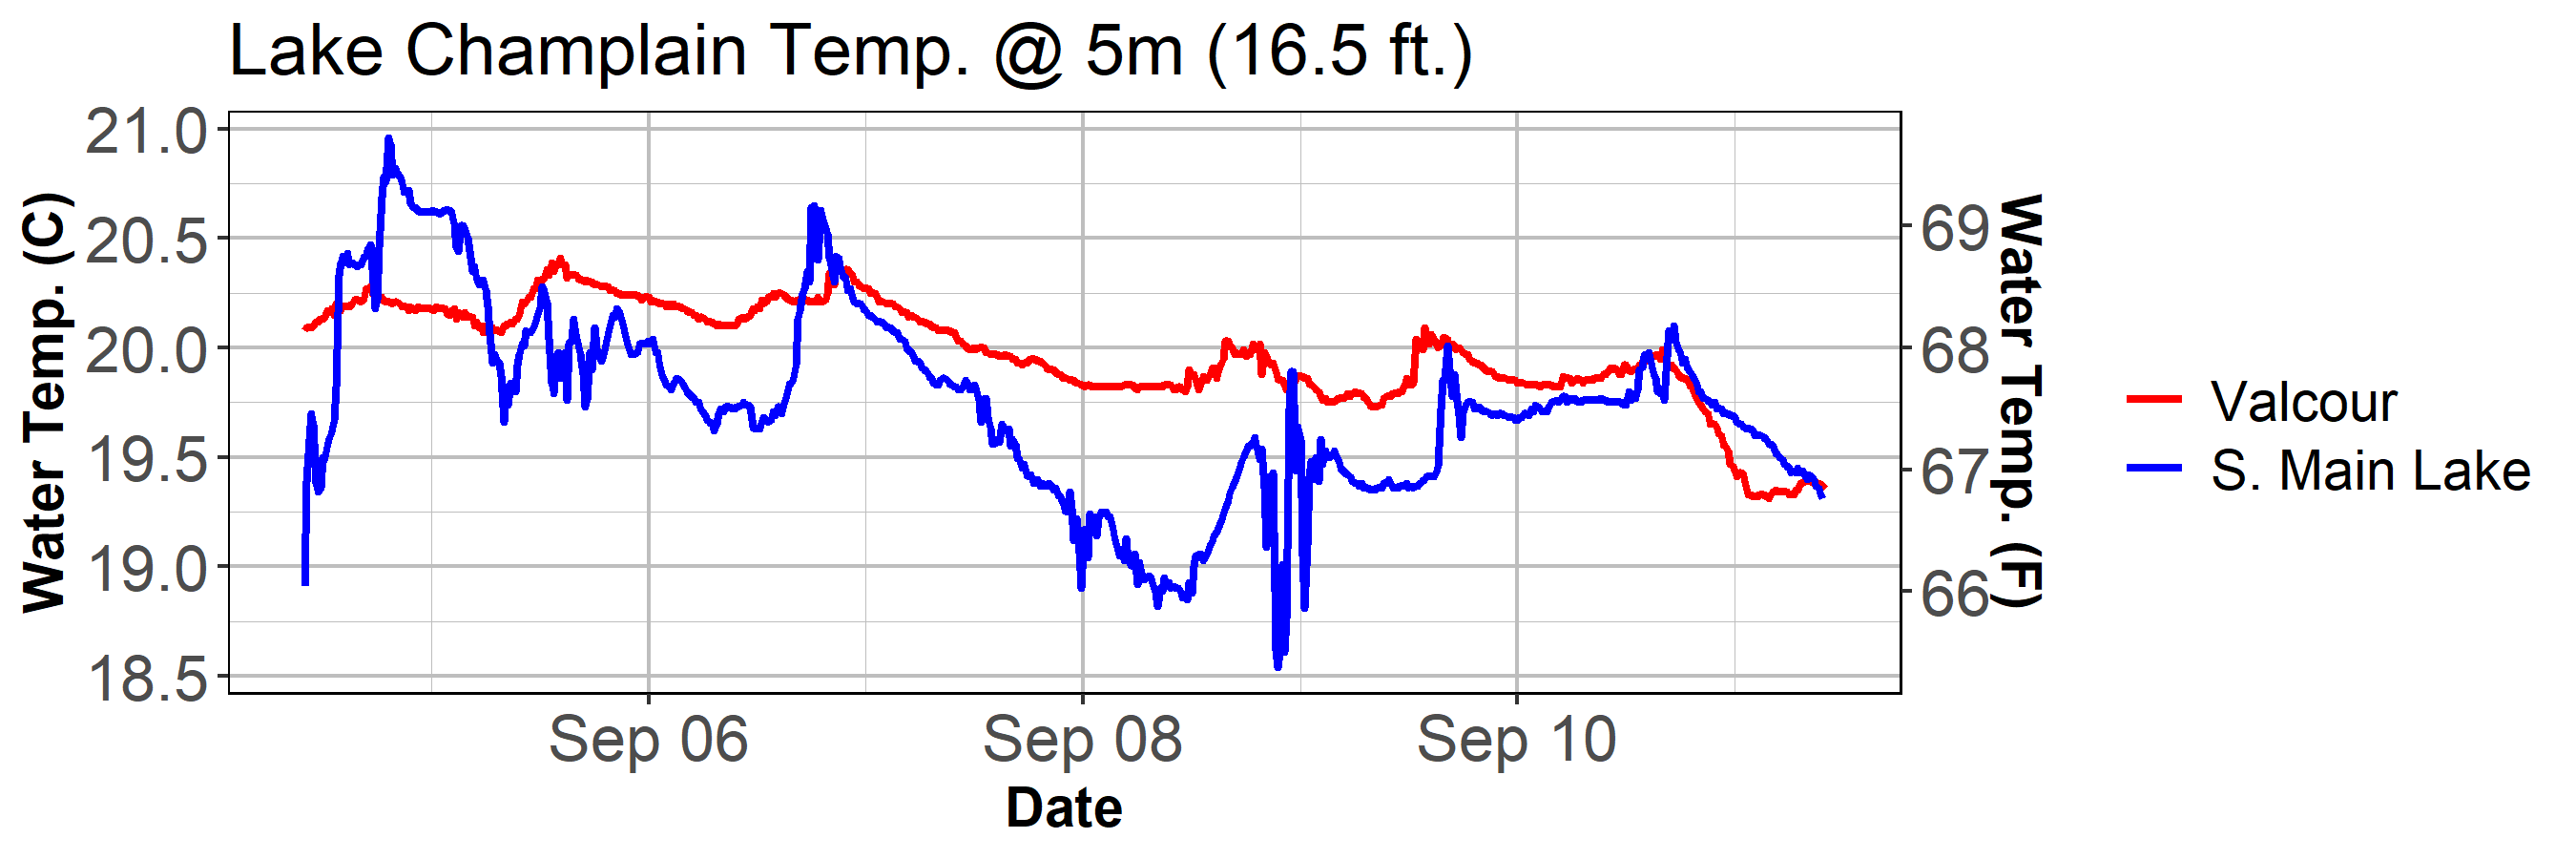 Lake Champlain Temp. @ 5m (16.5 ft.)
Water Temp. (C)
21.0
20.5
20.0
19.5
19.0
18.5
69
68
67
66
Water Temp. (F)
Sep 06
Sep 08
Sep 10
Date
Valcour
S. Main Lake